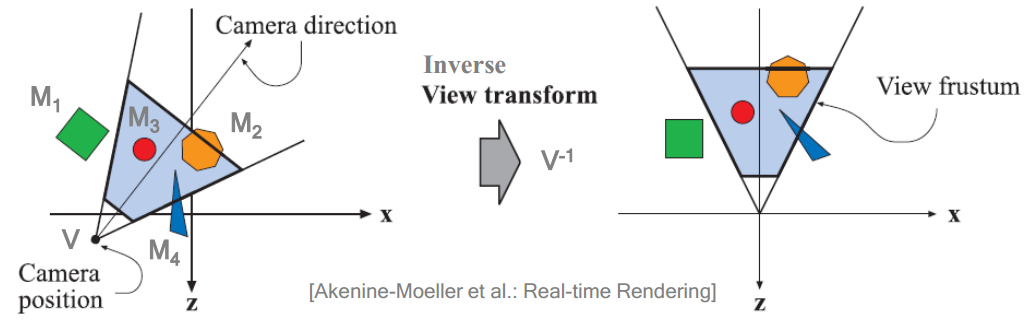 Camera direction
M1
M3
M2
V
M4
x
z
Camera
position
Inverse
View transform
V-1
View frustum
x
z
[Akenine-Moeller et al.: Real-time Rendering]